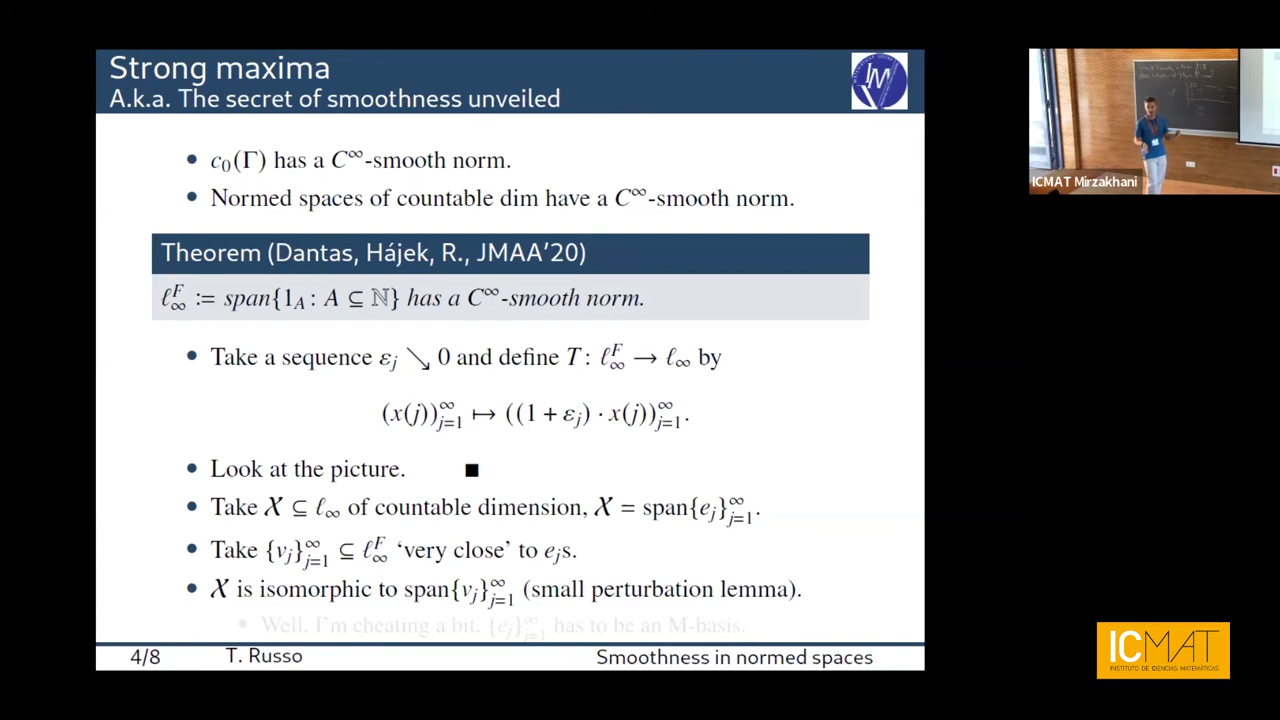 Strong maxima
A.k.a. The secret of smoothness unveiled
• c₀(Γ) has a C^∞-smooth norm.
• Normed spaces of countable dim have a C^∞-smooth norm.
Theorem (Dantas, Hájek, R., JMAA'20)
ℓ_∞^F := span{1_A : A ⊆ ℕ} has a C^∞-smooth norm.
• Take a sequence ε_j ↘ 0 and define T : ℓ_∞^F → ℓ_∞ by
(x(j))_{j=1}^∞ ↦ ((1 + ε_j) · x(j))_{j=1}^∞.
• Look at the picture. ■
• Take 𝒳 ⊆ ℓ_∞ of countable dimension, 𝒳 = span{e_j}_{j=1}^∞.
• Take {v_j}_{j=1}^∞ ⊆ ℓ_∞^F ‘very close’ to e_js.
• 𝒳 is isomorphic to span{v_j}_{j=1}^∞ (small perturbation lemma).
• Well, I'm cheating a bit. {e_j}_{j=1}^∞ has to be an M-basis.
4/8 T. Russo Smoothness in normed spaces
ICMAT Mirzakhani
ICMAT
INSTITUTO DE CIENCIAS MATEMÁTICAS